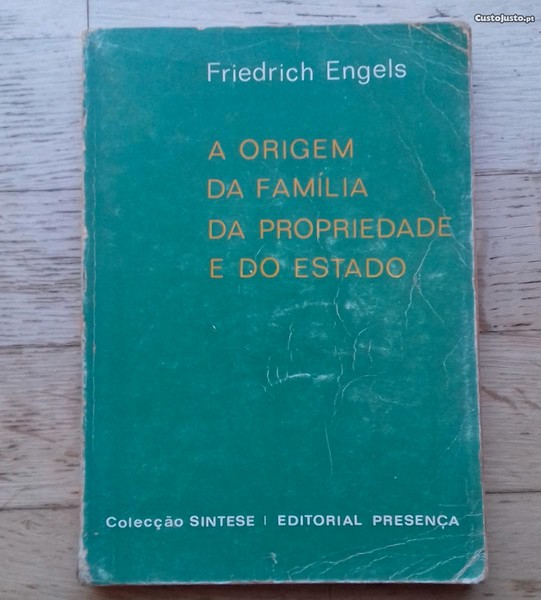 CustoJusto.pt
Friedrich Engels
A ORIGEM
DA FAMÍLIA
DA PROPRIEDADE
E DO ESTADO
Colecção SINTESE | EDITORIAL PRESENÇA